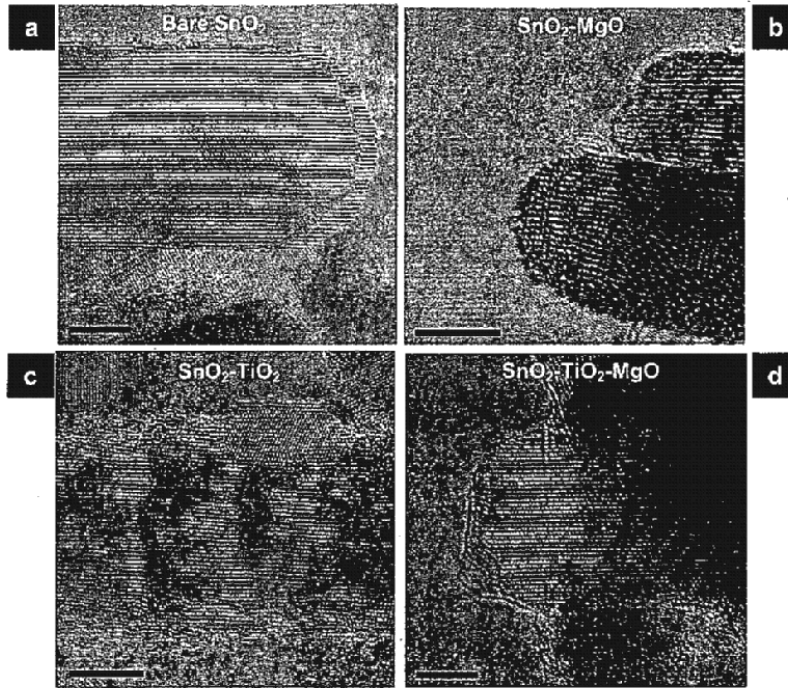 a
Bare SnO₂
SnO₂-MgO
b
c
SnO₂-TiO₂
SnO₂-TiO₂-MgO
d